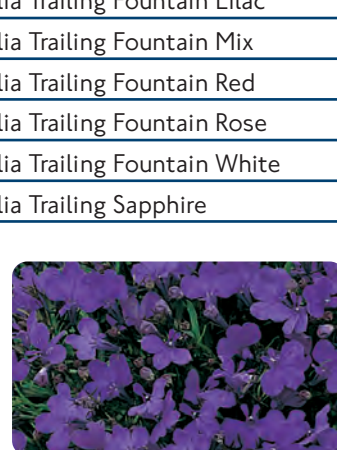 lia Trailing Fountain Lilac
lia Trailing Fountain Mix
lia Trailing Fountain Red
lia Trailing Fountain Rose
lia Trailing Fountain White
lia Trailing Sapphire